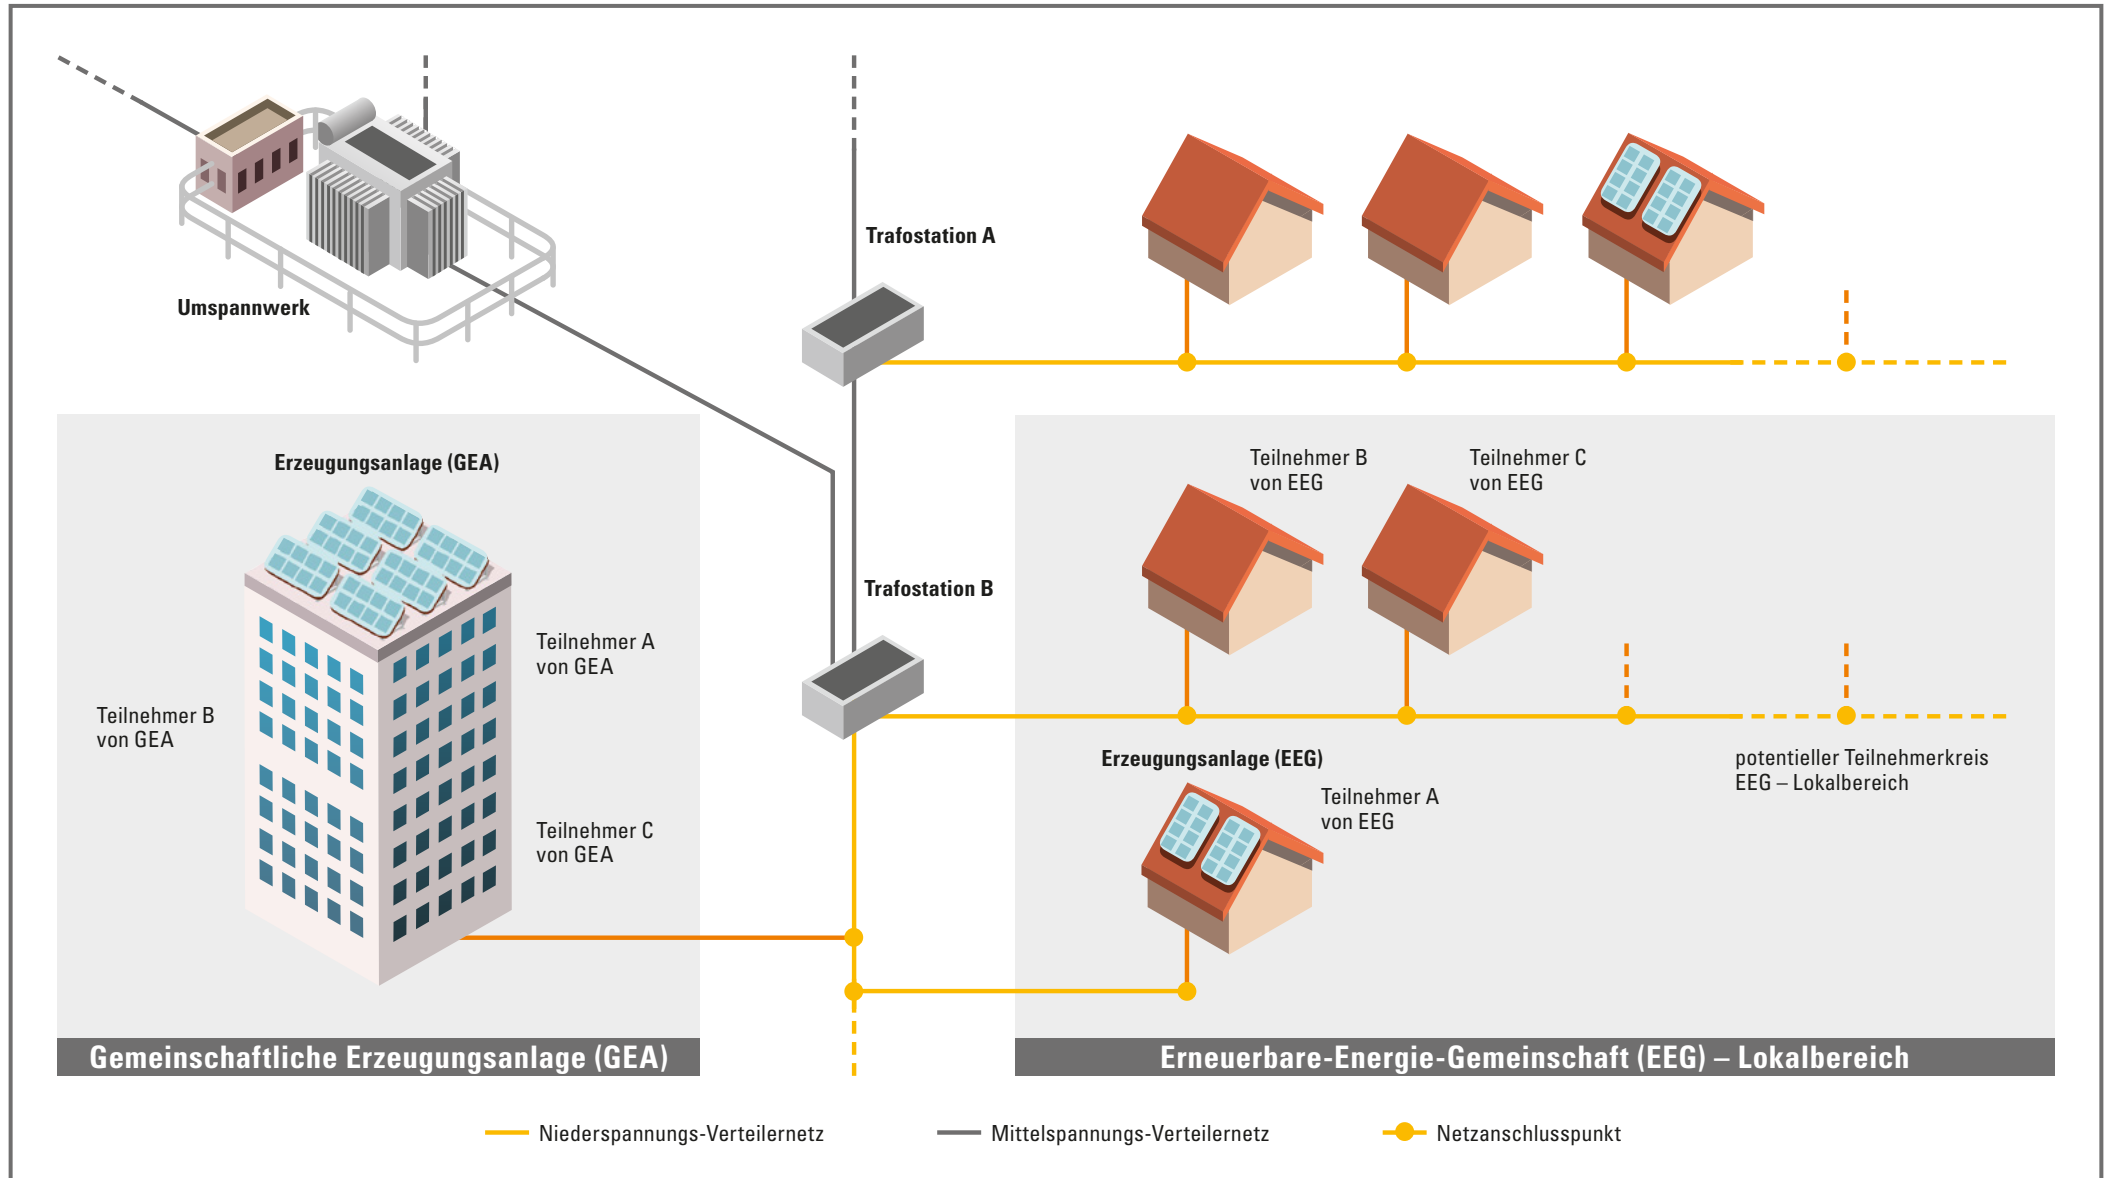 Trafostation A
Umspannwerk
Erzeugungsanlage (GEA)
Teilnehmer A
von GEA
Teilnehmer B
von GEA
Teilnehmer C
von GEA
Gemeinschaftliche Erzeugungsanlage (GEA)
Trafostation B
Teilnehmer B
von EEG
Teilnehmer C
von EEG
Erzeugungsanlage (EEG)
Teilnehmer A
von EEG
potentieller Teilnehmerkreis
EEG – Lokalbereich
Erneuerbare-Energie-Gemeinschaft (EEG) – Lokalbereich
Niederspannungs-Verteilernetz
Mittelspannungs-Verteilernetz
Netzanschlusspunkt